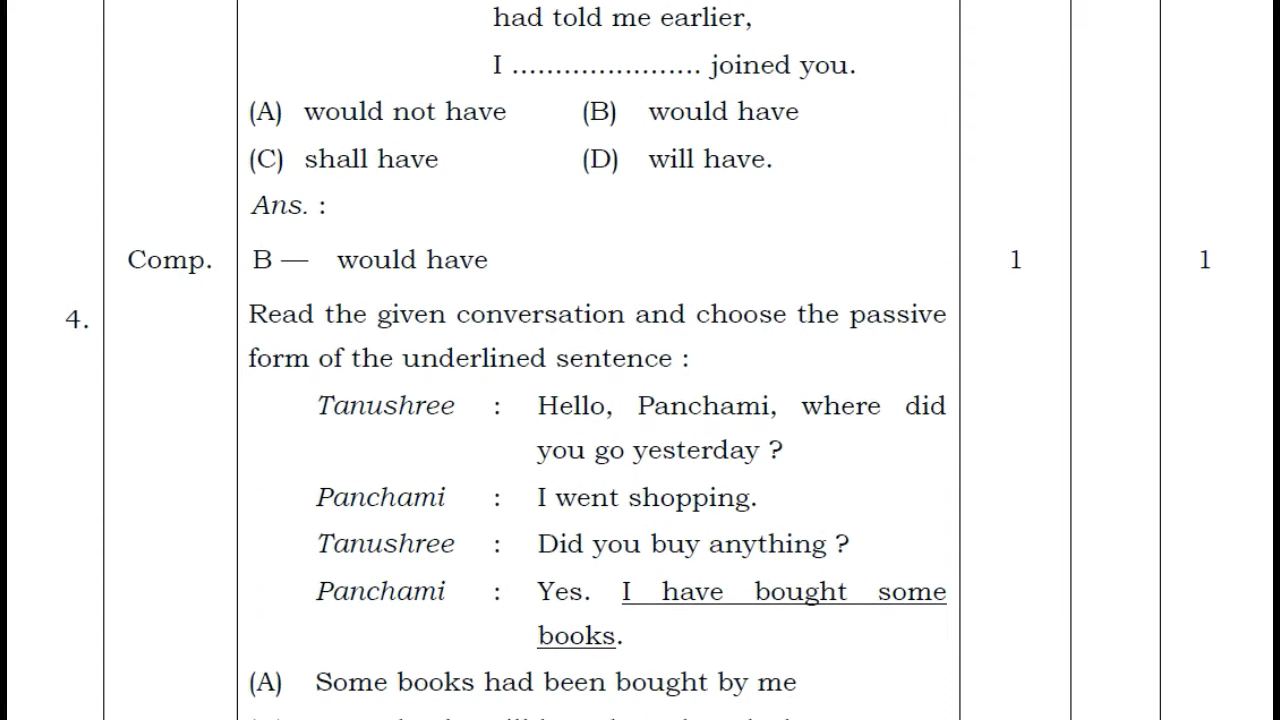 had told me earlier,
I ...................... joined you.
(A) would not have (B) would have
(C) shall have (D) will have.
Ans. :
Comp. B — would have 1 1
4. Read the given conversation and choose the passive
form of the underlined sentence :
Tanushree : Hello, Panchami, where did
you go yesterday ?
Panchami : I went shopping.
Tanushree : Did you buy anything ?
Panchami : Yes. I have bought some
books.
(A) Some books had been bought by me